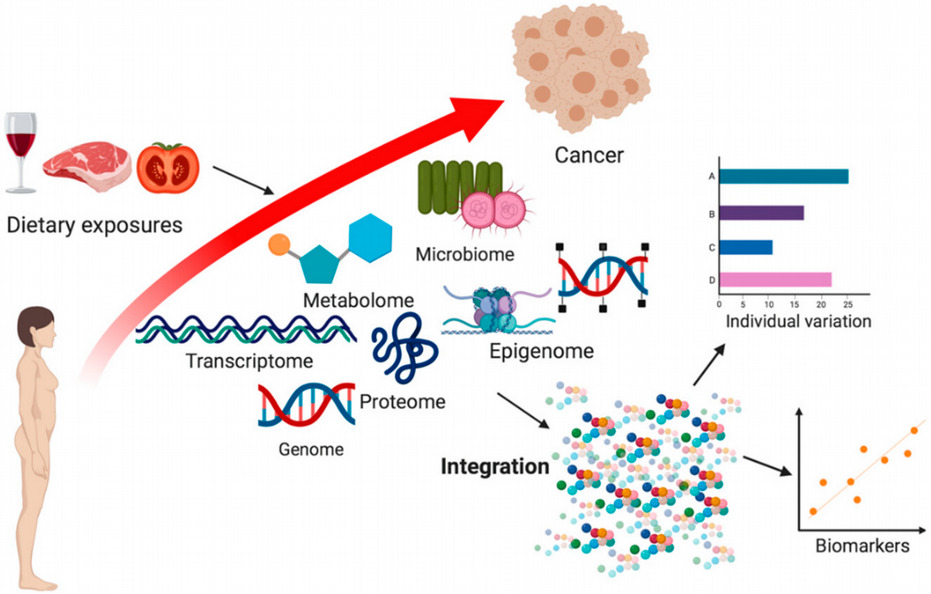 Cancer
Dietary exposures
Microbiome
Metabolome
Transcriptome
Epigenome
Proteome
Genome
Integration
A
B
C
D
0 5 10 15 20 25
Individual variation
Biomarkers